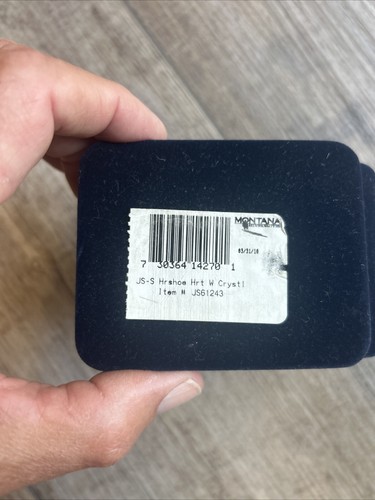 MONTANA
03/31/18
7 30364 14270 1
JS-S Hrshoe Hrt W Crystl
Item # JS61243